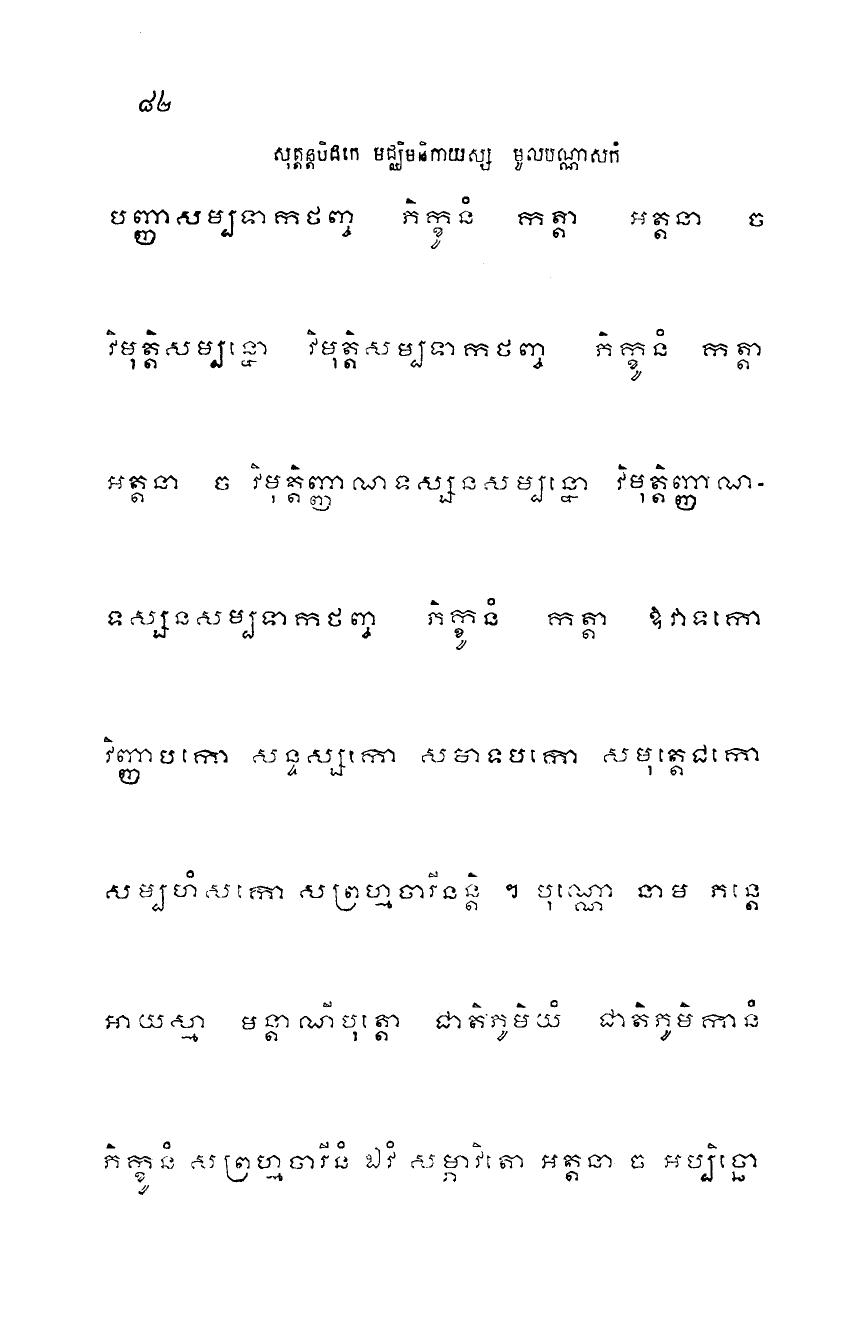 ៨២
សុត្តន្តបិដកេ មជ្ឈិមនិកាយស្ស មូលបណ្ណាសកំ
បញ្ញាសម្បទាកថញ្ច ភិក្ខូនំ កត្តា អត្តនា ច
វិមុត្តិសម្បន្នោ វិមុត្តិសម្បទាកថញ្ច ភិក្ខូនំ កត្តា
អត្តនា ច វិមុត្តិញ្ញាណទស្សនសម្បន្នោ វិមុត្តិញ្ញាណ-
ទស្សនសម្បទាកថញ្ច ភិក្ខូនំ កត្តា ឱវាទកោ
វិញ្ញាបកោ សន្ទស្សកោ សមាទបកោ សមុត្តេជកោ
សម្បហំសកោ សព្រហ្មចារីនន្តិ ។ បុណ្ណោ នាម ភន្តេ
អាយស្មា មន្តាណីបុត្តោ ជាតិភូមិយំ ជាតិភូមិកានំ
ភិក្ខូនំ សព្រហ្មចារីនំ ឯវំ សម្ភាវិតោ អត្តនា ច អប្បិច្ឆោ